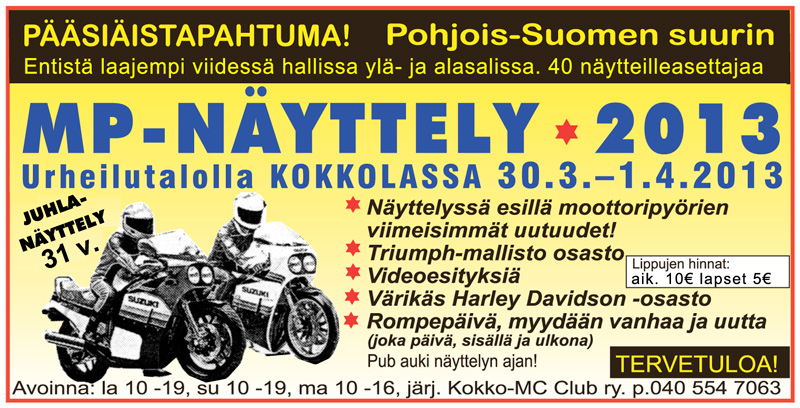 PÄÄSIÄISTAPAHTUMA! Pohjois-Suomen suurin
Entistä laajempi viidessä hallissa ylä- ja alasalissa. 40 näytteilleasettajaa
MP-NÄYTTELY 2013
Urheilutalolla KOKKOLASSA 30.3.–1.4.2013
JUHLA-
NÄYTTELY
31 v.
SUZUKI
SUZUKI
Näyttelyssä esillä moottoripyörien
viimeisimmät uutuudet!
Triumph-mallisto osasto
Videoesityksiä
Lippujen hinnat:
aik. 10€ lapset 5€
Värikäs Harley Davidson -osasto
Rompepäivä, myydään vanhaa ja uutta
(joka päivä, sisällä ja ulkona)
Pub auki näyttelyn ajan!
TERVETULOA!
Avoinna: la 10 -19, su 10 -19, ma 10 -16, järj. Kokko-MC Club ry. p.040 554 7063